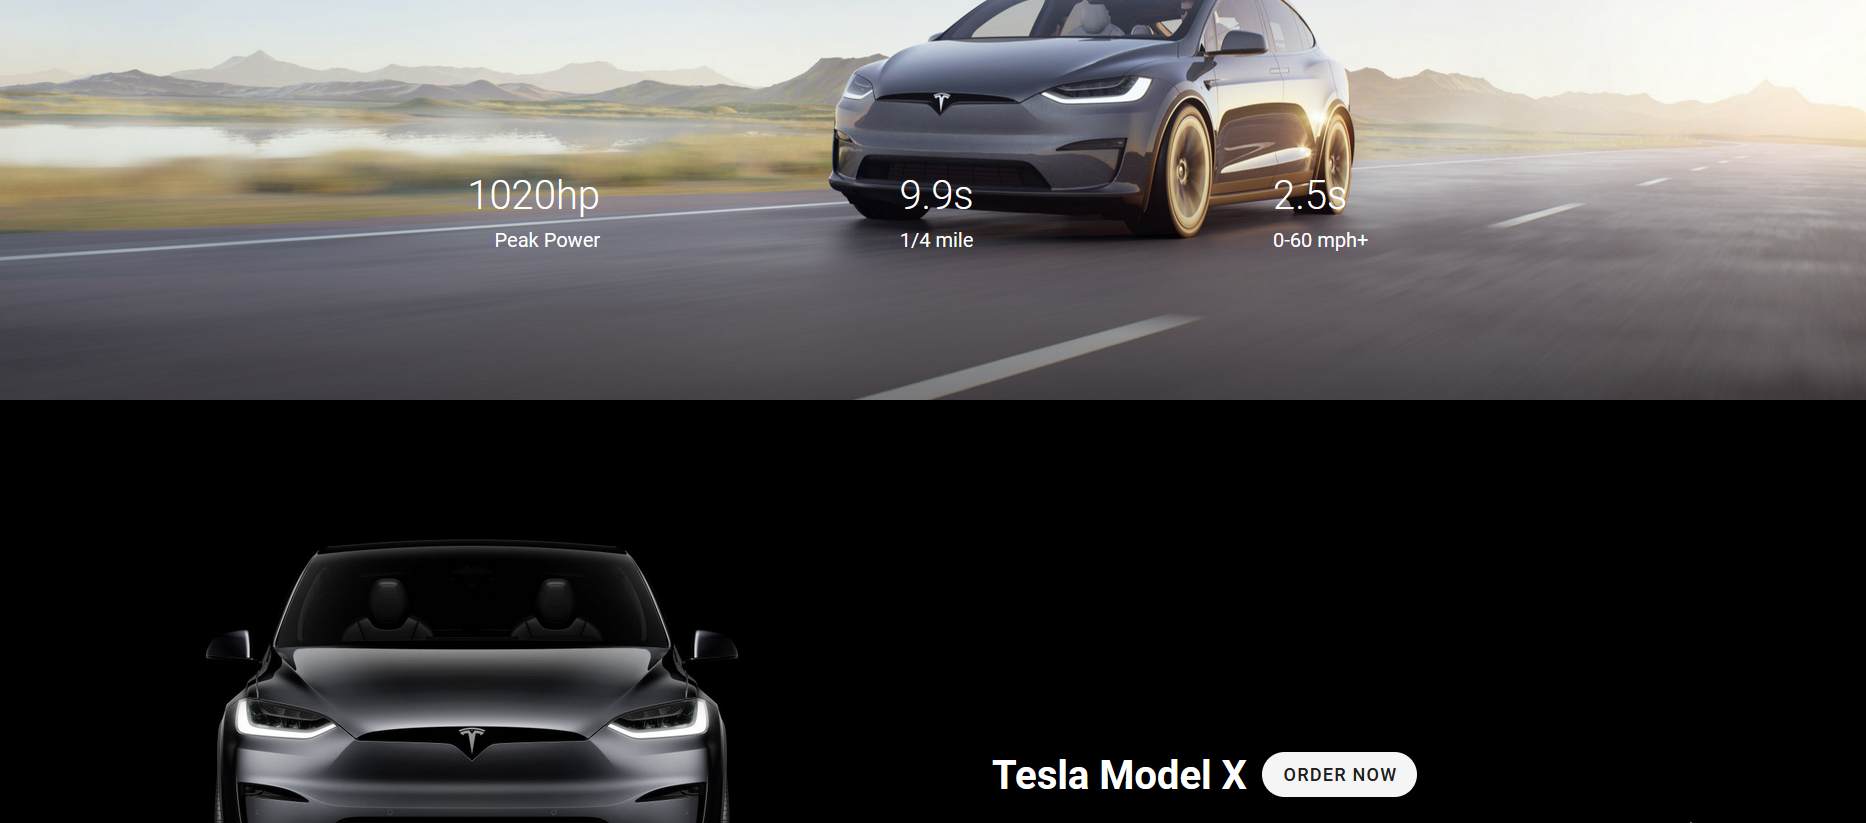 1020hp
9.9s
2.5s
Peak Power
1/4 mile
0-60 mph+
Tesla Model X
ORDER NOW